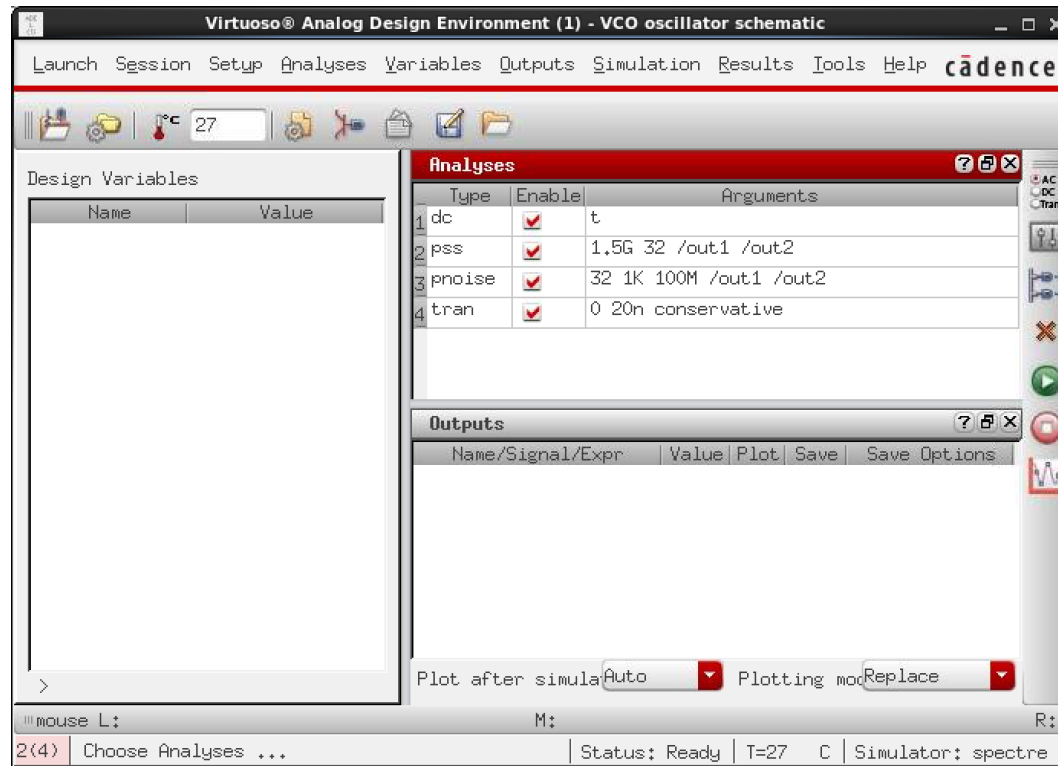 Virtuoso® Analog Design Environment (1) - VCO oscillator schematic
Launch Session Setup Analyses Variables Outputs Simulation Results Tools Help cādence
°C 27
Design Variables
Name Value
Analyses
Type Enable Arguments
1 dc t
2 pss 1.5G 32 /out1 /out2
3 pnoise 32 1K 100M /out1 /out2
4 tran 0 20n conservative
AC
DC
Tran
Outputs
Name/Signal/Expr Value Plot Save Save Options
Plot after simula Auto Plotting mod Replace
>
mouse L: M: R:
2(4) Choose Analyses ... Status: Ready T=27 C Simulator: spectre